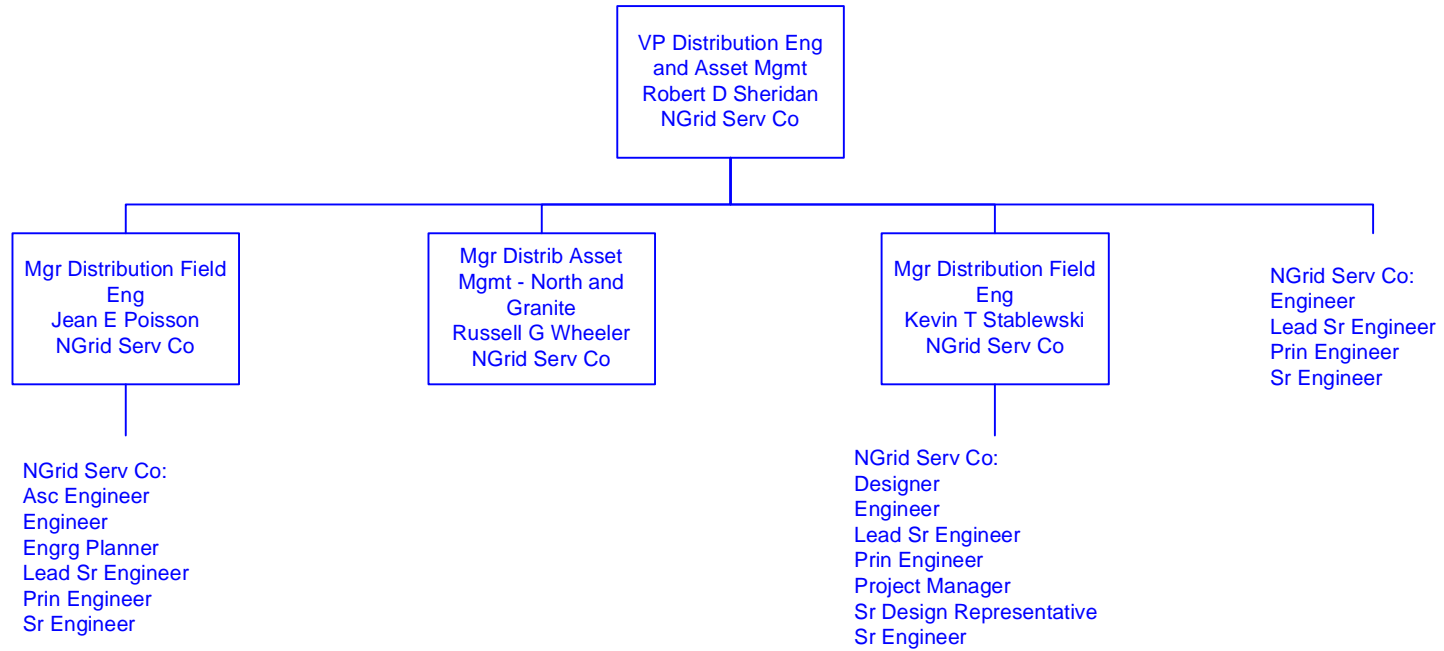 VP Distribution Eng
and Asset Mgmt
Robert D Sheridan
NGrid Serv Co
Mgr Distribution Field
Eng
Jean E Poisson
NGrid Serv Co
Mgr Distrib Asset
Mgmt - North and
Granite
Russell G Wheeler
NGrid Serv Co
Mgr Distribution Field
Eng
Kevin T Stablewski
NGrid Serv Co
NGrid Serv Co:
Engineer
Lead Sr Engineer
Prin Engineer
Sr Engineer
NGrid Serv Co:
Asc Engineer
Engineer
Engrg Planner
Lead Sr Engineer
Prin Engineer
Sr Engineer
NGrid Serv Co:
Designer
Engineer
Lead Sr Engineer
Prin Engineer
Project Manager
Sr Design Representative
Sr Engineer